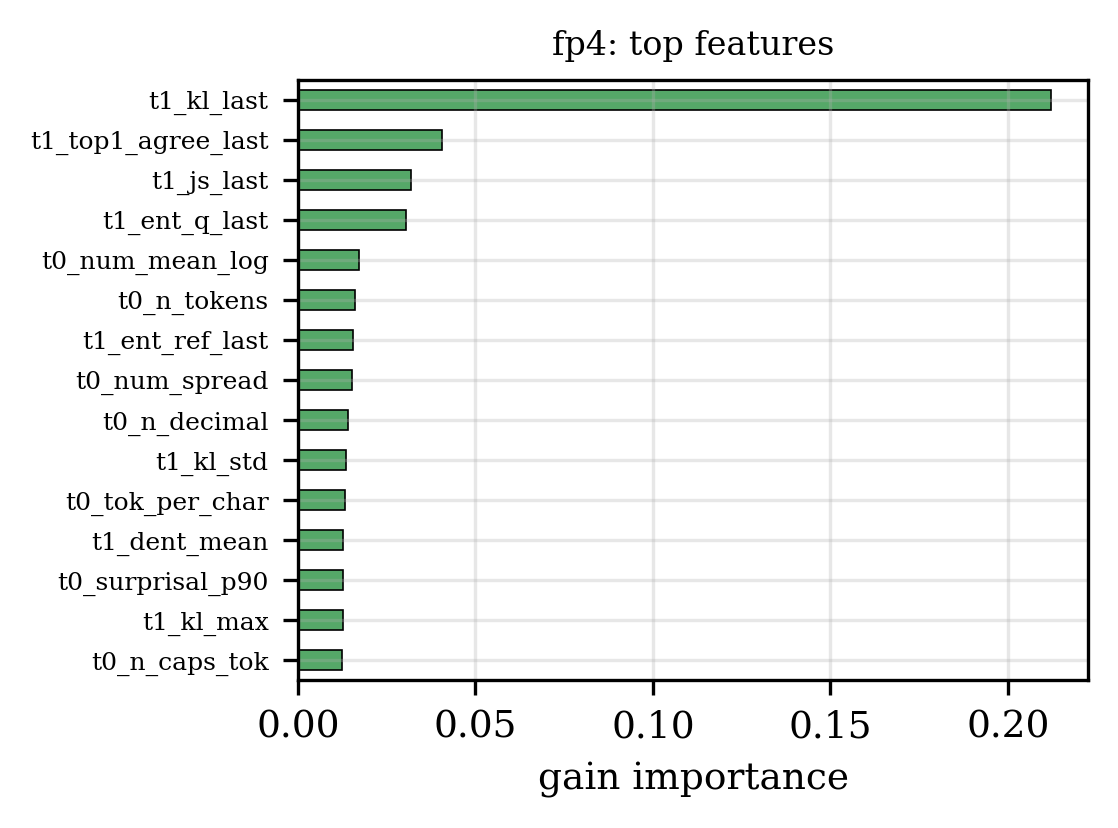 fp4: top features
t1_kl_last
t1_top1_agree_last
t1_js_last
t1_ent_q_last
t0_num_mean_log
t0_n_tokens
t1_ent_ref_last
t0_num_spread
t0_n_decimal
t1_kl_std
t0_tok_per_char
t1_dent_mean
t0_surprisal_p90
t1_kl_max
t0_n_caps_tok
0.00 0.05 0.10 0.15 0.20
gain importance